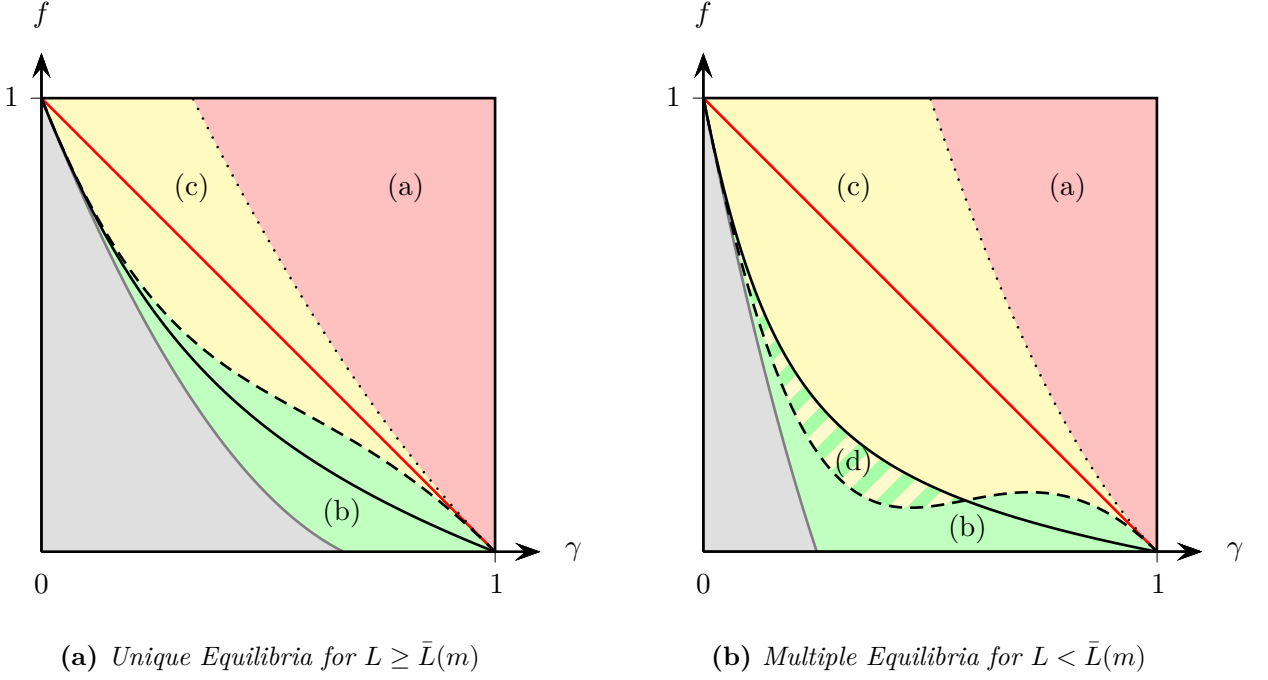 f
1
(c)
(a)
(b)
0
1
γ
(a) Unique Equilibria for L ≥ L̄(m)
f
1
(c)
(a)
(d)
(b)
0
1
γ
(b) Multiple Equilibria for L < L̄(m)